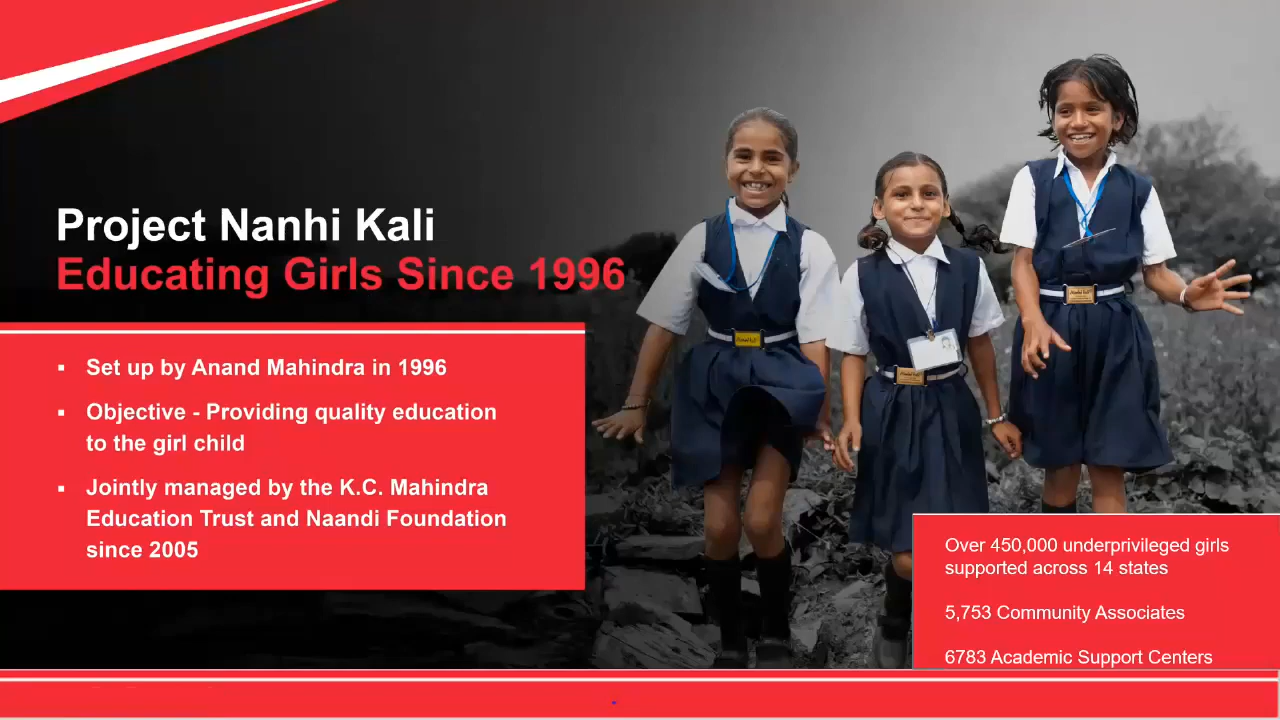 Project Nanhi Kali
Educating Girls Since 1996
▪ Set up by Anand Mahindra in 1996
▪ Objective - Providing quality education
to the girl child
▪ Jointly managed by the K.C. Mahindra
Education Trust and Naandi Foundation
since 2005
Over 450,000 underprivileged girls
supported across 14 states
5,753 Community Associates
6783 Academic Support Centers